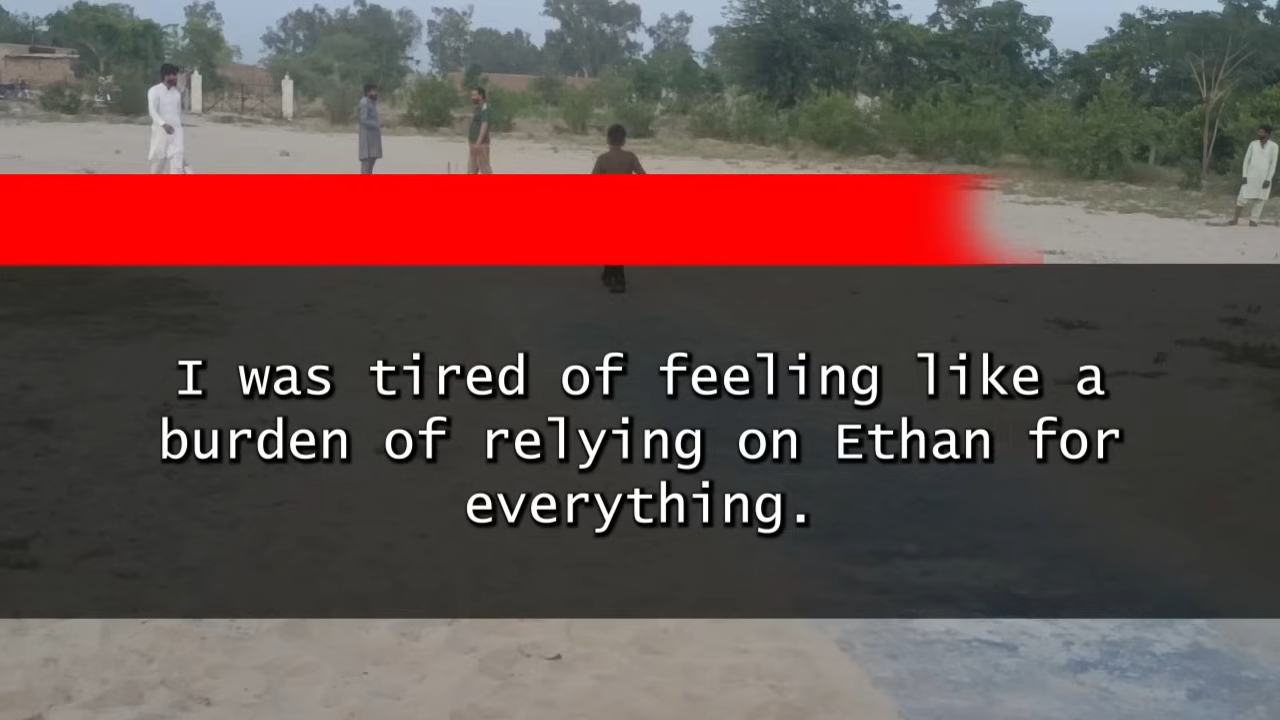 I was tired of feeling like a
burden of relying on Ethan for
everything.